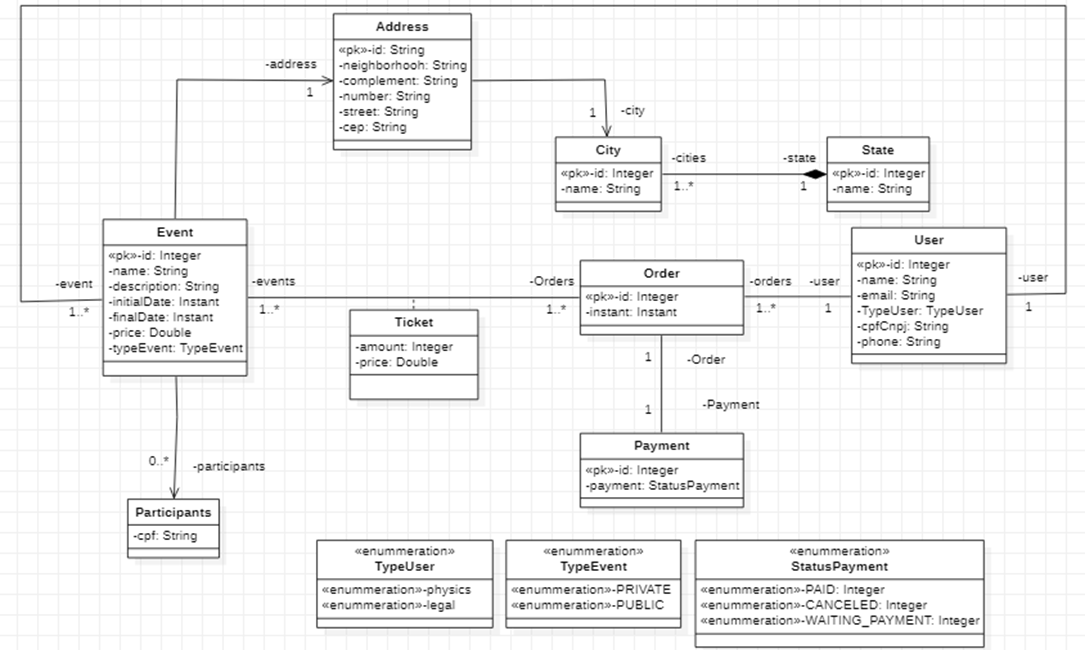 Address
«pk»-id: String
-neighborhooh: String
-complement: String
-number: String
-street: String
-cep: String
-address
1
1
-city
City
«pk»-id: Integer
-name: String
-cities
1..*
-state
1
State
«pk»-id: Integer
-name: String
Event
«pk»-id: Integer
-name: String
-description: String
-initialDate: Instant
-finalDate: Instant
-price: Double
-typeEvent: TypeEvent
-event
1..*
-events
1..*
Ticket
-amount: Integer
-price: Double
-Orders
1..*
Order
«pk»-id: Integer
-instant: Instant
-orders
1..*
-user
1
User
«pk»-id: Integer
-name: String
-email: String
-TypeUser: TypeUser
-cpfCnpj: String
-phone: String
-user
1
1
-Order
1
-Payment
Payment
«pk»-id: Integer
-payment: StatusPayment
0..*
-participants
Participants
-cpf: String
«enummeration»
TypeUser
«enummeration»-physics
«enummeration»-legal
«enummeration»
TypeEvent
«enummeration»-PRIVATE
«enummeration»-PUBLIC
«enummeration»
StatusPayment
«enummeration»-PAID: Integer
«enummeration»-CANCELED: Integer
«enummeration»-WAITING_PAYMENT: Integer